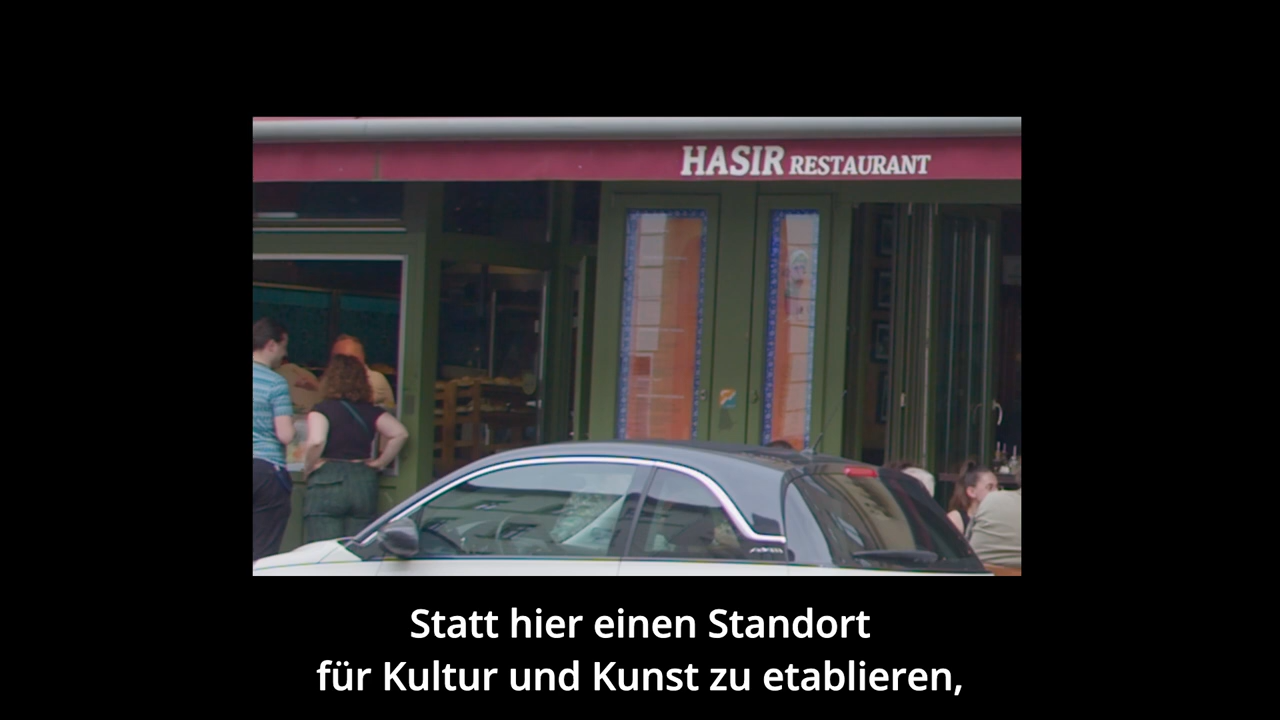 HASIR RESTAURANT
Statt hier einen Standort
für Kultur und Kunst zu etablieren,